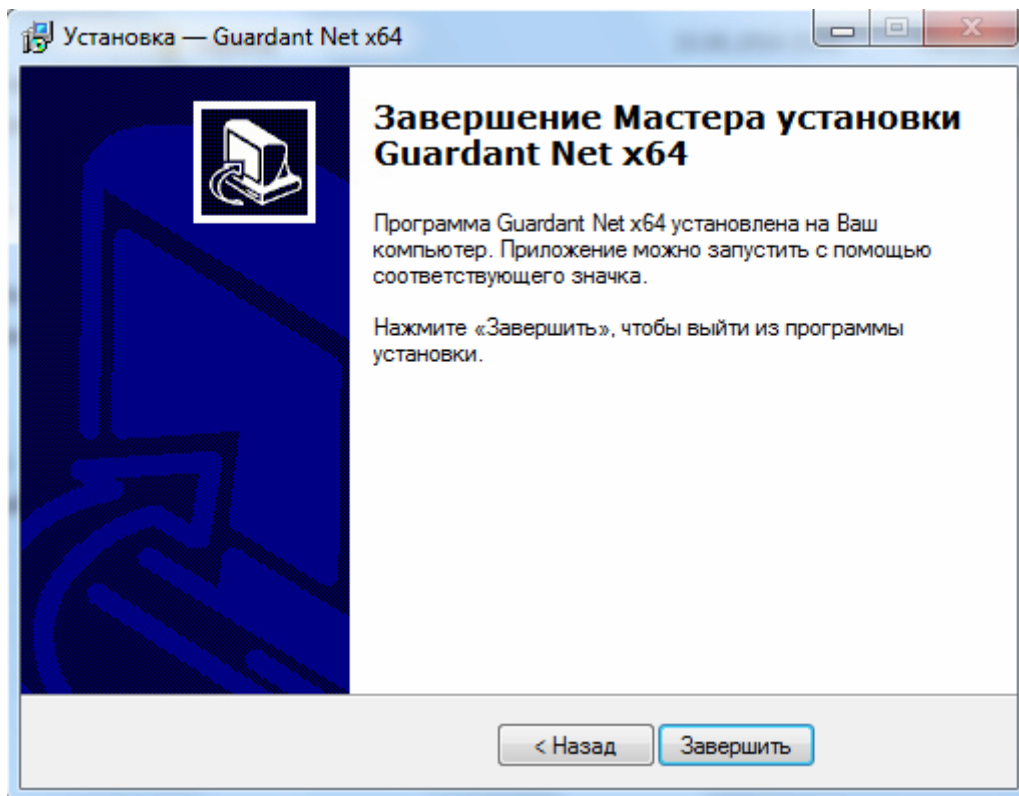 Установка — Guardant Net x64
Завершение Мастера установки
Guardant Net x64
Программа Guardant Net x64 установлена на Ваш
компьютер. Приложение можно запустить с помощью
соответствующего значка.
Нажмите «Завершить», чтобы выйти из программы
установки.
< Назад
Завершить